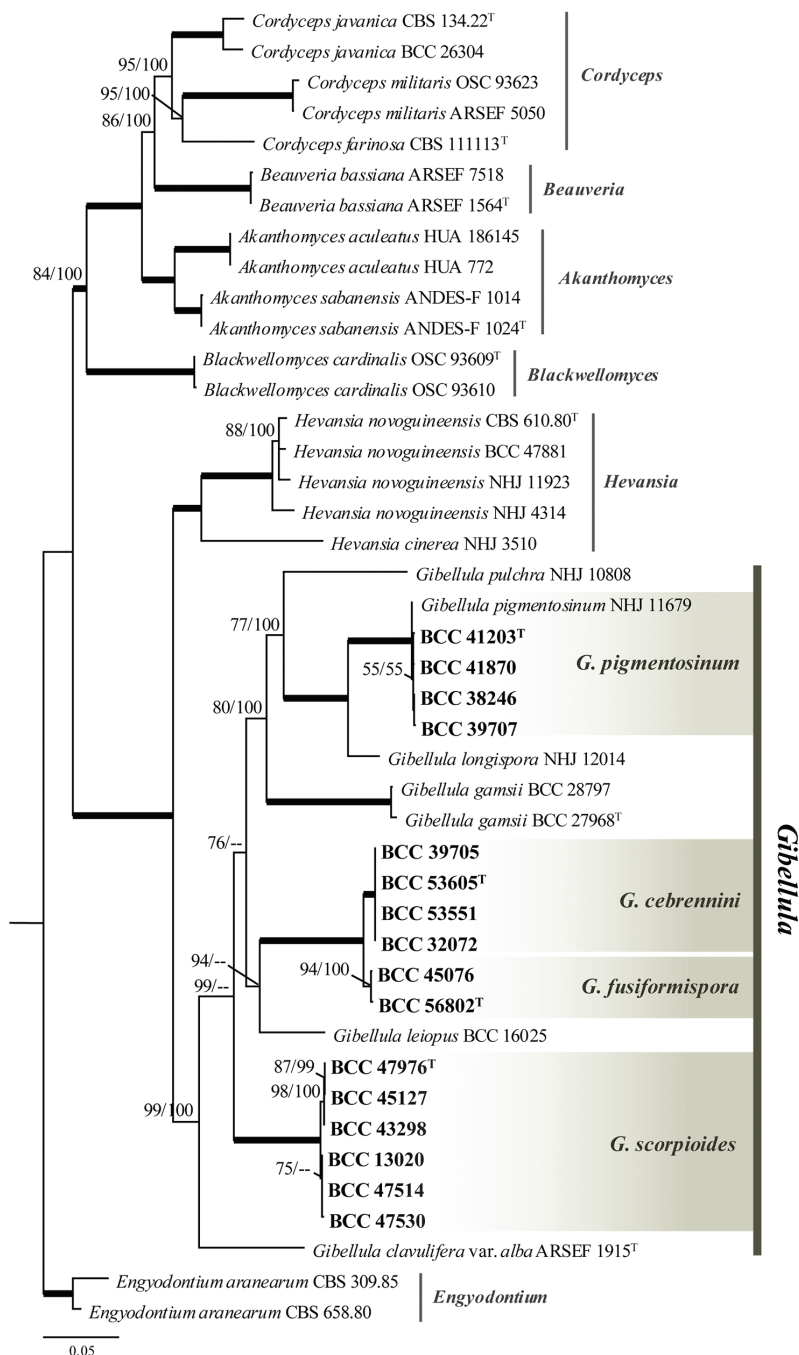 Cordyceps javanica CBS 134.22T
Cordyceps javanica BCC 26304
95/100
Cordyceps militaris OSC 93623
Cordyceps
95/100
Cordyceps militaris ARSEF 5050
86/100
Cordyceps farinosa CBS 111113T
Beauveria bassiana ARSEF 7518
Beauveria
Beauveria bassiana ARSEF 1564T
Akanthomyces aculeatus HUA 186145
Akanthomyces aculeatus HUA 772
84/100
Akanthomyces
Akanthomyces sabanensis ANDES-F 1014
Akanthomyces sabanensis ANDES-F 1024T
Blackwellomyces cardinalis OSC 93609T
Blackwellomyces
Blackwellomyces cardinalis OSC 93610
Hevansia novoguineensis CBS 610.80T
88/100
Hevansia novoguineensis BCC 47881
Hevansia novoguineensis NHJ 11923
Hevansia
Hevansia novoguineensis NHJ 4314
Hevansia cinerea NHJ 3510
Gibellula pulchra NHJ 10808
Gibellula pigmentosinum NHJ 11679
77/100
BCC 41203T
G. pigmentosinum
55/55
BCC 41870
BCC 38246
80/100
BCC 39707
Gibellula longispora NHJ 12014
Gibellula gamsii BCC 28797
Gibellula gamsii BCC 27968T
76/--
BCC 39705
Gibellula
BCC 53605T
G. cebrennini
BCC 53551
BCC 32072
94/--
94/100
BCC 45076
99/--
G. fusiformispora
BCC 56802T
Gibellula leiopus BCC 16025
87/99
BCC 47976T
98/100
BCC 45127
99/100
BCC 43298
G. scorpioides
75/--
BCC 13020
BCC 47514
BCC 47530
Gibellula clavulifera var. alba ARSEF 1915T
Engyodontium aranearum CBS 309.85
Engyodontium
Engyodontium aranearum CBS 658.80
0.05